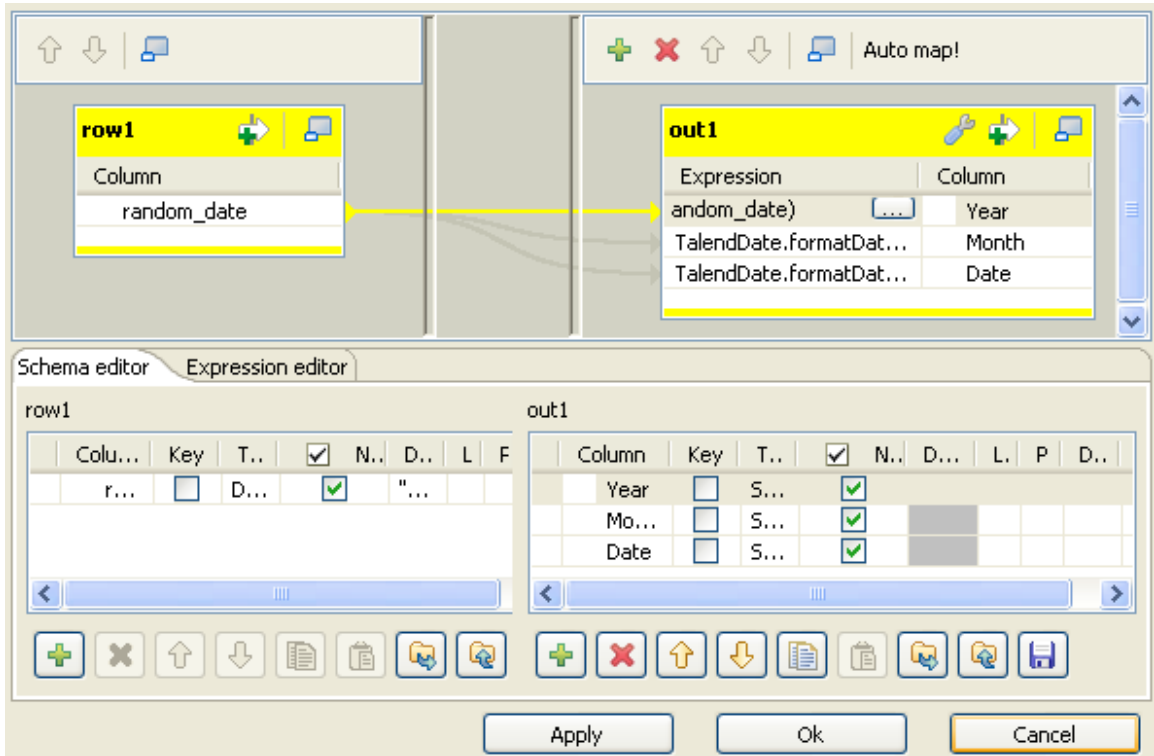 Auto map!
row1
out1
Column
Expression Column
random_date
andom_date) ... Year
TalendDate.formatDat... Month
TalendDate.formatDat... Date
Schema editor Expression editor
row1
out1
Colu... Key T.. N.. D.. L F
r... D... "...
Column Key T.. N.. D... L. P D..
Year S...
Mo... S...
Date S...
Apply Ok Cancel